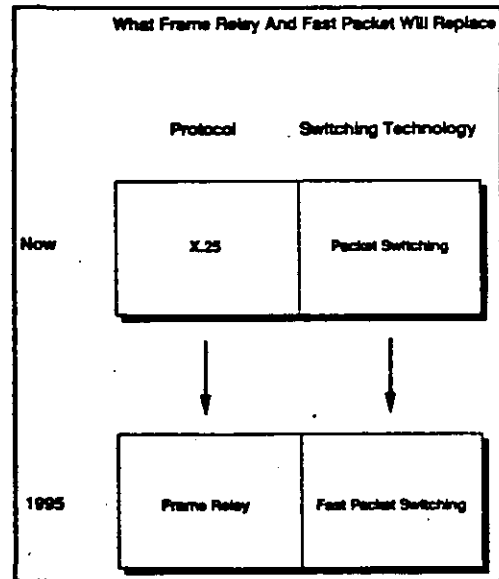 What Frame Relay And Fast Packet Will Replace
Protocol Switching Technology
Now X.25 Packet Switching
1995 Frame Relay Fast Packet Switching